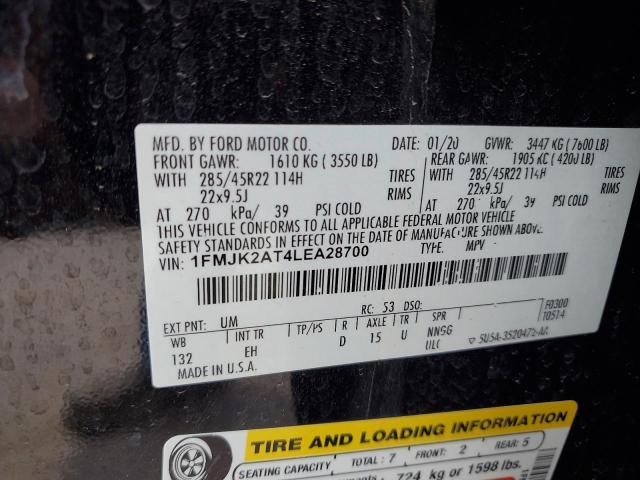 MFD. BY FORD MOTOR CO.
DATE: 01/20 GVWR: 3447 KG ( 7600 LB)
FRONT GAWR: 1610 KG ( 3550 LB)
REAR GAWR: 1905 KG ( 4200 LB)
WITH 285/45R22 114H TIRES
WITH 285/45R22 114H TIRES
22x9.5J RIMS
22x9.5J RIMS
AT 270 kPa/ 39 PSI COLD
AT 270 kPa/ 39 PSI COLD
THIS VEHICLE CONFORMS TO ALL APPLICABLE FEDERAL MOTOR VEHICLE
SAFETY STANDARDS IN EFFECT ON THE DATE OF MANUFACTURE SHOWN ABOVE.
VIN: 1FMJK2AT4LEA28700 TYPE: MPV
EXT PNT: UM RC: 53 DSO: F0300
WB INT TR TP/PS R AXLE TR SPR T0514
132 EH D 15 U NNSG
ULC
MADE IN U.S.A.
TIRE AND LOADING INFORMATION
SEATING CAPACITY TOTAL: 7 FRONT: 2 REAR: 5
724 kg or 1598 lbs.